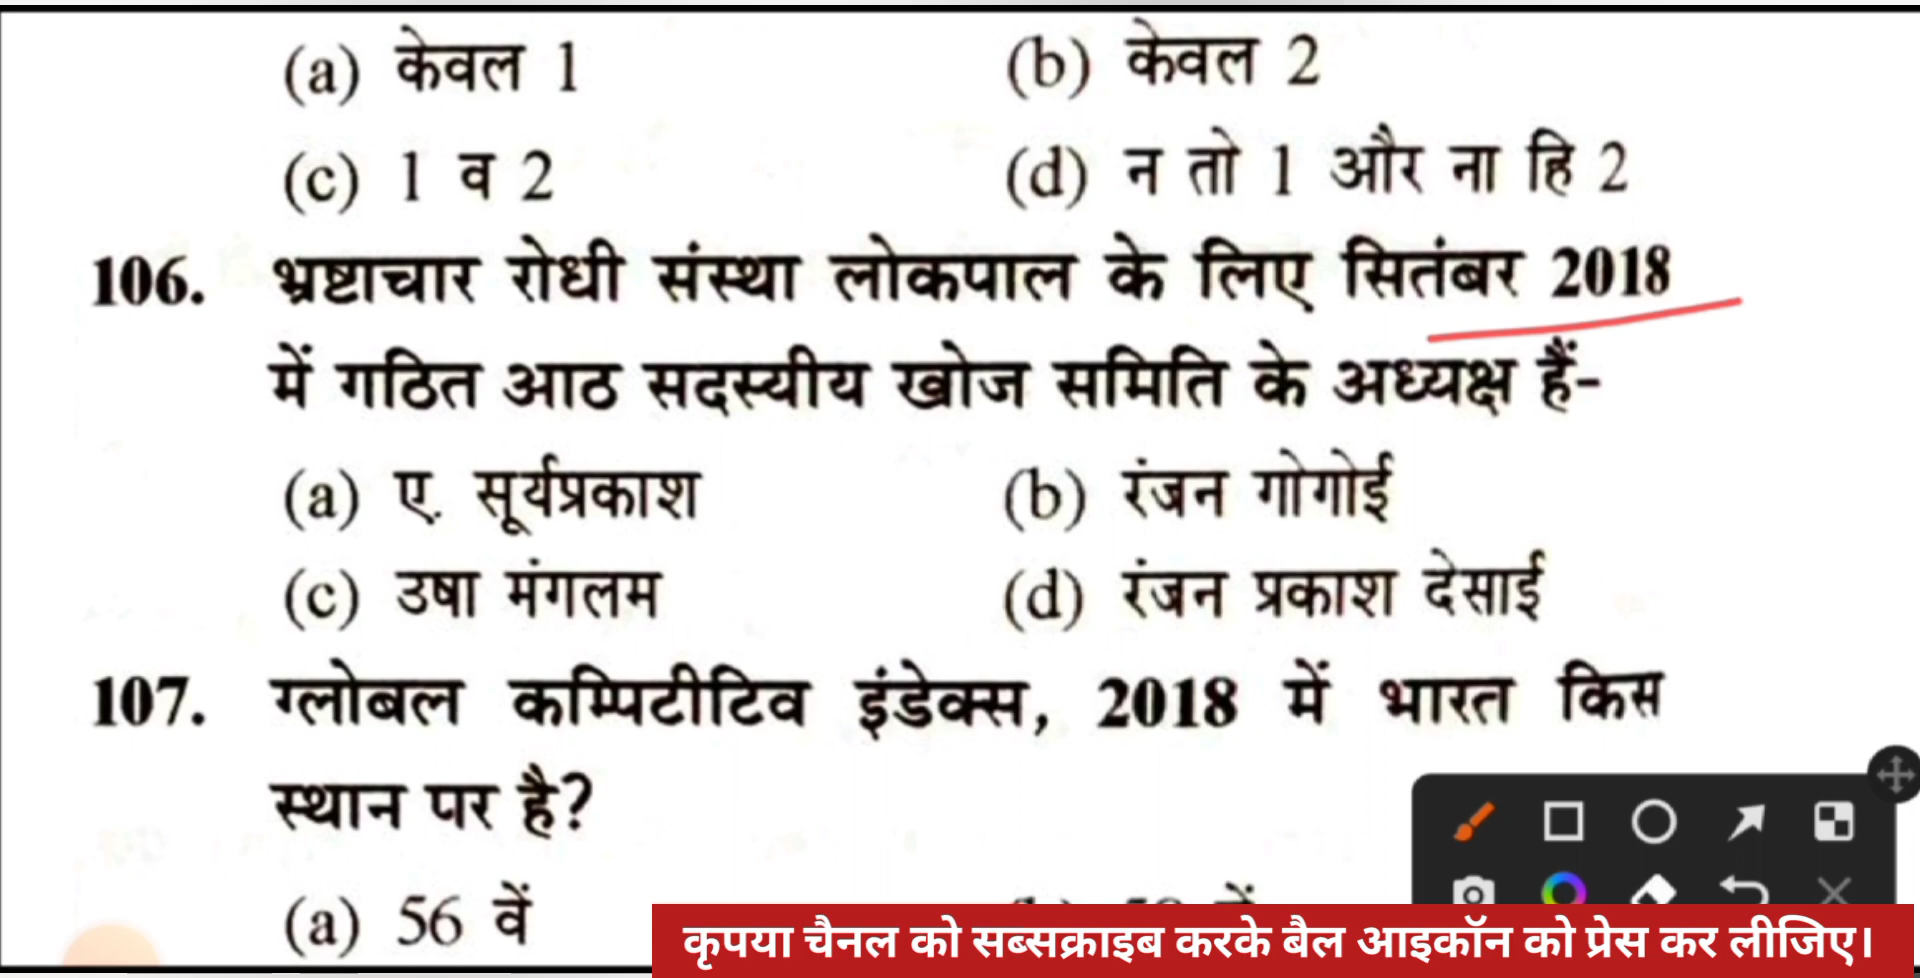 (a) केवल 1 (b) केवल 2
(c) 1 व 2 (d) न तो 1 और ना हि 2
106. भ्रष्टाचार रोधी संस्था लोकपाल के लिए सितंबर 2018
में गठित आठ सदस्यीय खोज समिति के अध्यक्ष हैं-
(a) ए. सूर्यप्रकाश (b) रंजन गोगोई
(c) उषा मंगलम (d) रंजन प्रकाश देसाई
107. ग्लोबल कम्पिटीटिव इंडेक्स, 2018 में भारत किस
स्थान पर है?
(a) 56 वें
कृपया चैनल को सब्सक्राइब करके बैल आइकॉन को प्रेस कर लीजिए।